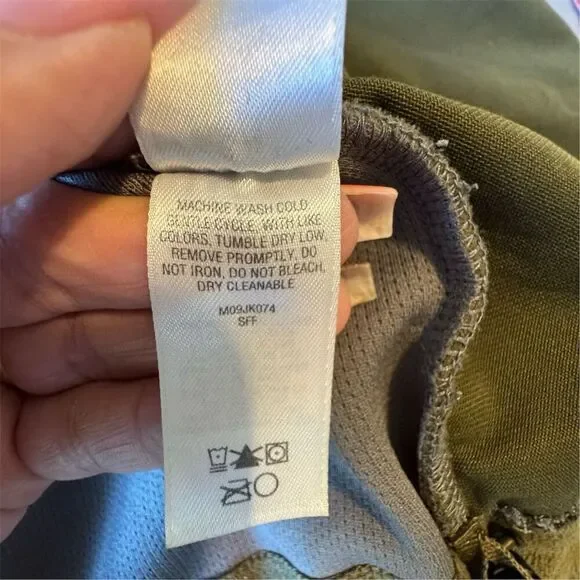 MACHINE WASH COLD
GENTLE CYCLE, WITH LIKE
COLORS, TUMBLE DRY LOW,
REMOVE PROMPTLY, DO
NOT IRON, DO NOT BLEACH,
DRY CLEANABLE
M09JK074
SFF